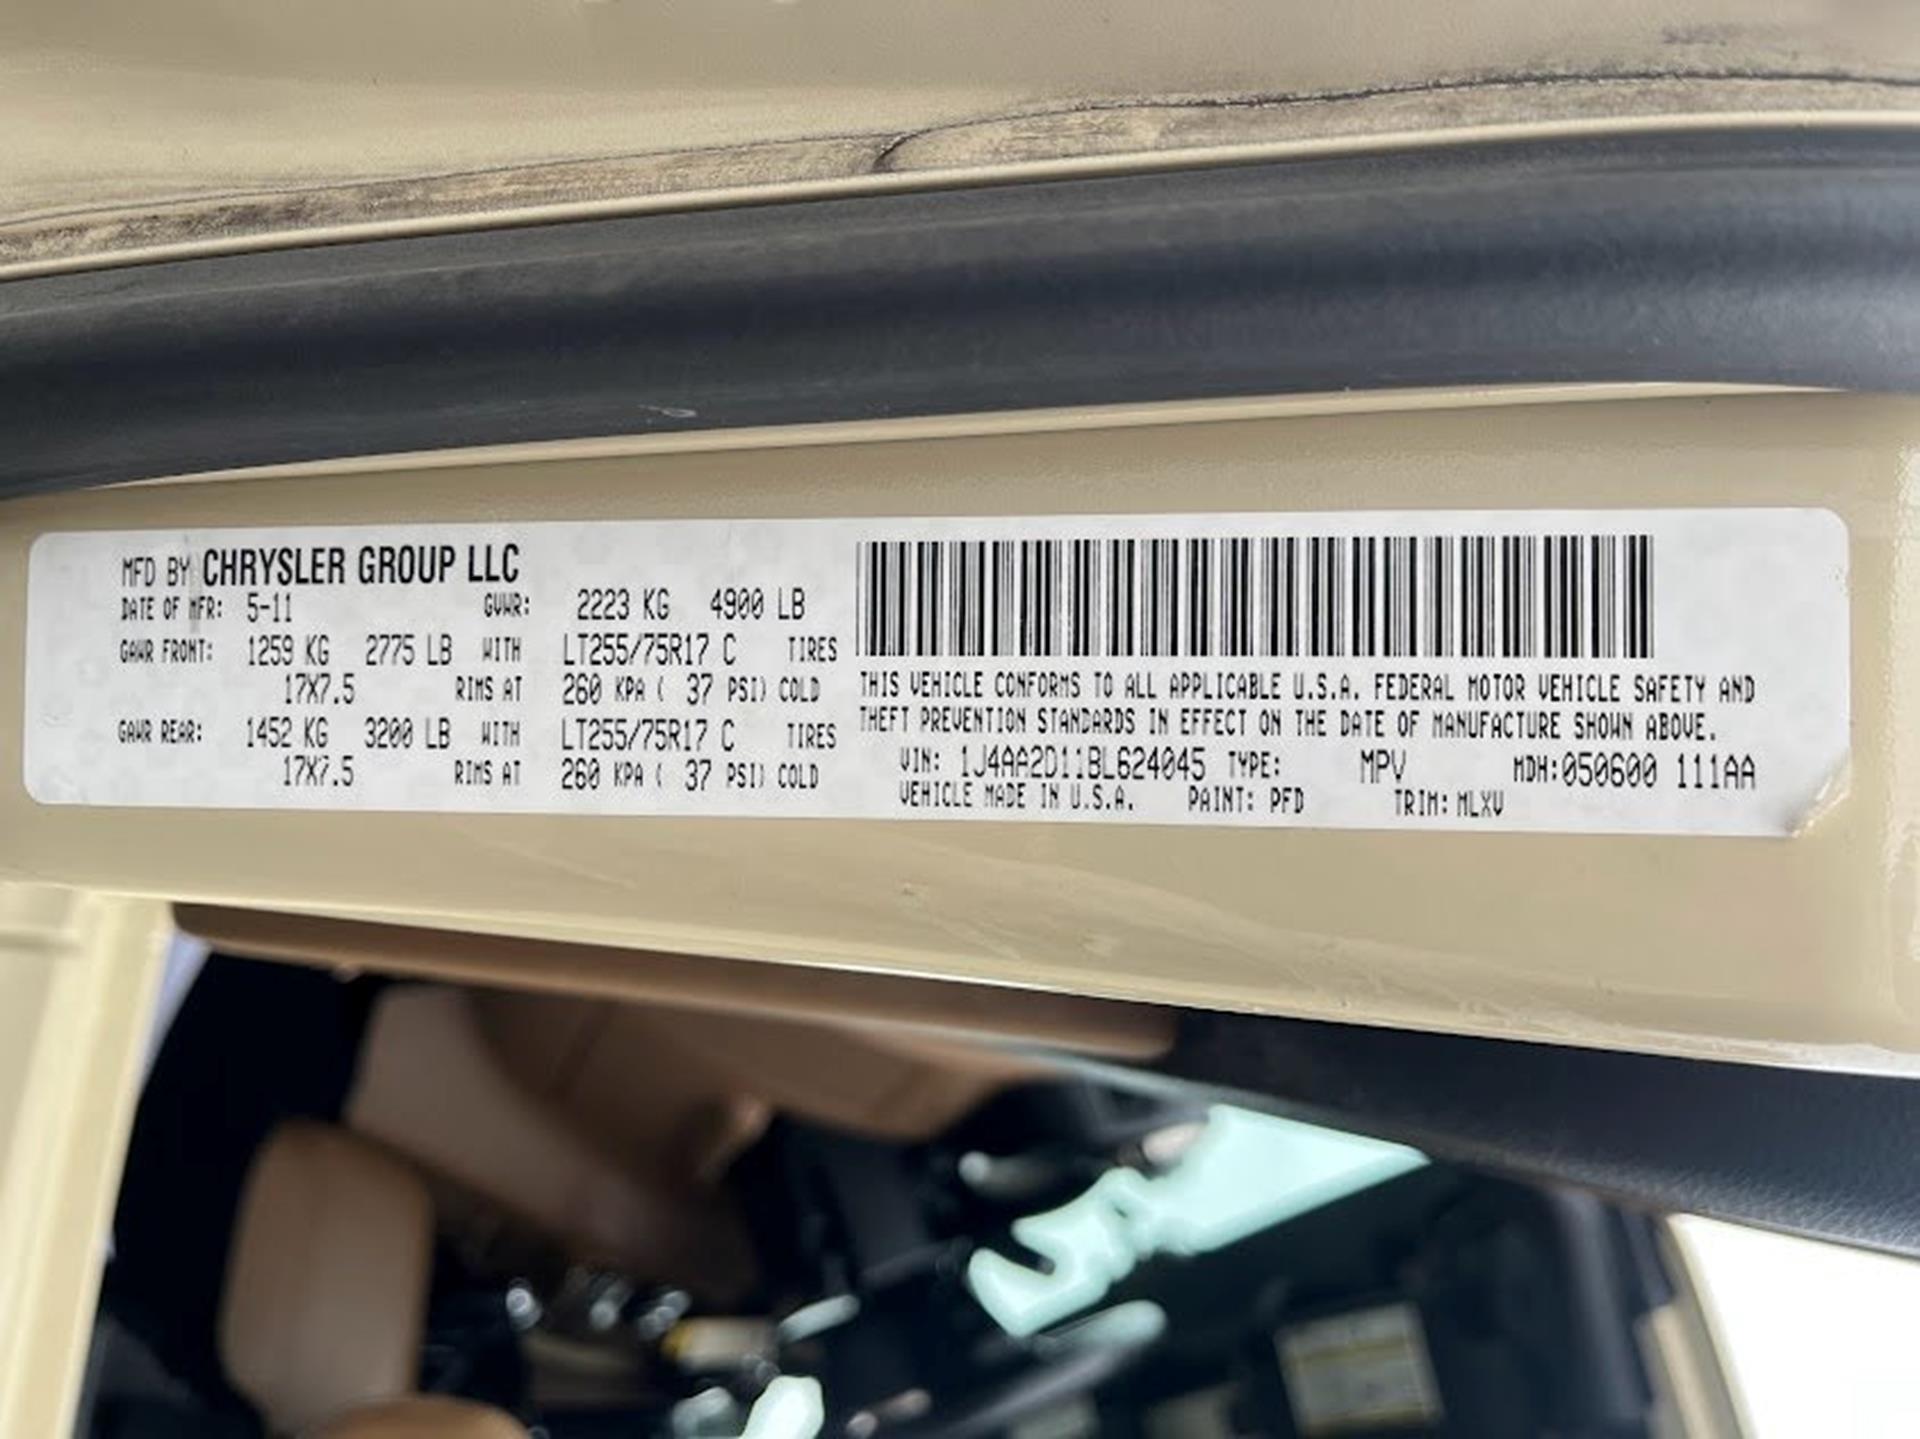 MFD BY CHRYSLER GROUP LLC
DATE OF MFR: 5-11 GVWR: 2223 KG 4900 LB
GAWR FRONT: 1259 KG 2775 LB WITH LT255/75R17 C TIRES
17X7.5 RIMS AT 260 KPA ( 37 PSI) COLD
GAWR REAR: 1452 KG 3200 LB WITH LT255/75R17 C TIRES
17X7.5 RIMS AT 260 KPA ( 37 PSI) COLD
THIS VEHICLE CONFORMS TO ALL APPLICABLE U.S.A. FEDERAL MOTOR VEHICLE SAFETY AND
THEFT PREVENTION STANDARDS IN EFFECT ON THE DATE OF MANUFACTURE SHOWN ABOVE.
VIN: 1J4AA2D11BL624045 TYPE: MPV MDH:050600 111AA
VEHICLE MADE IN U.S.A. PAINT: PFD TRIM: MLXV